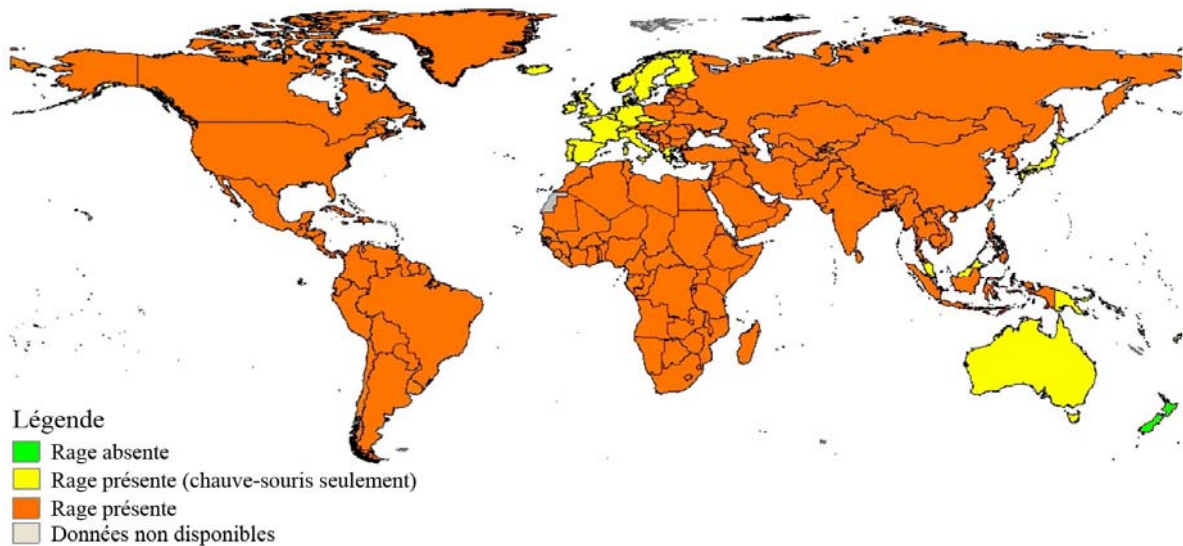 Légende
Rage absente
Rage présente (chauve-souris seulement)
Rage présente
Données non disponibles